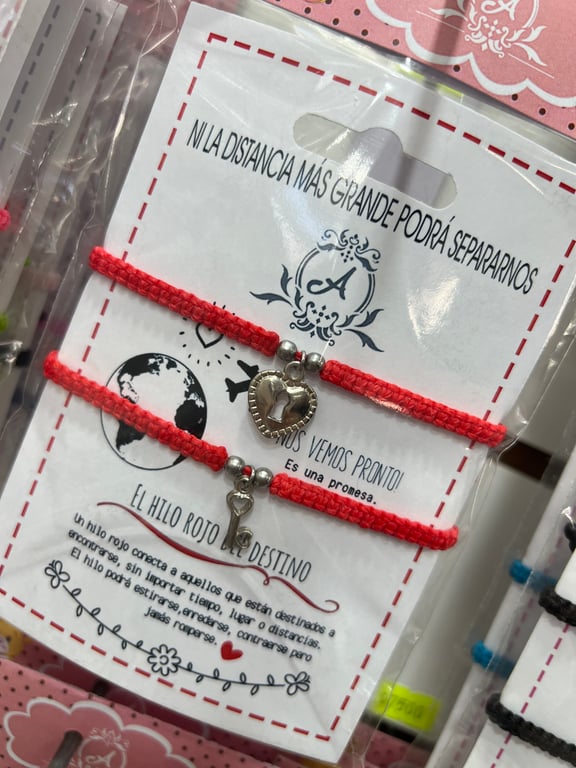 NI LA DISTANCIA MÁS GRANDE PODRÁ SEPARARNOS
A
NOS VEMOS PRONTO!
Es una promesa.
EL HILO ROJO DEL DESTINO
Un hilo rojo conecta a aquellos que están destinados a
encontrarse, sin importar tiempo, lugar o distancias.
El hilo podrá estirarse,enredarse, contraerse pero
jamás romperse.